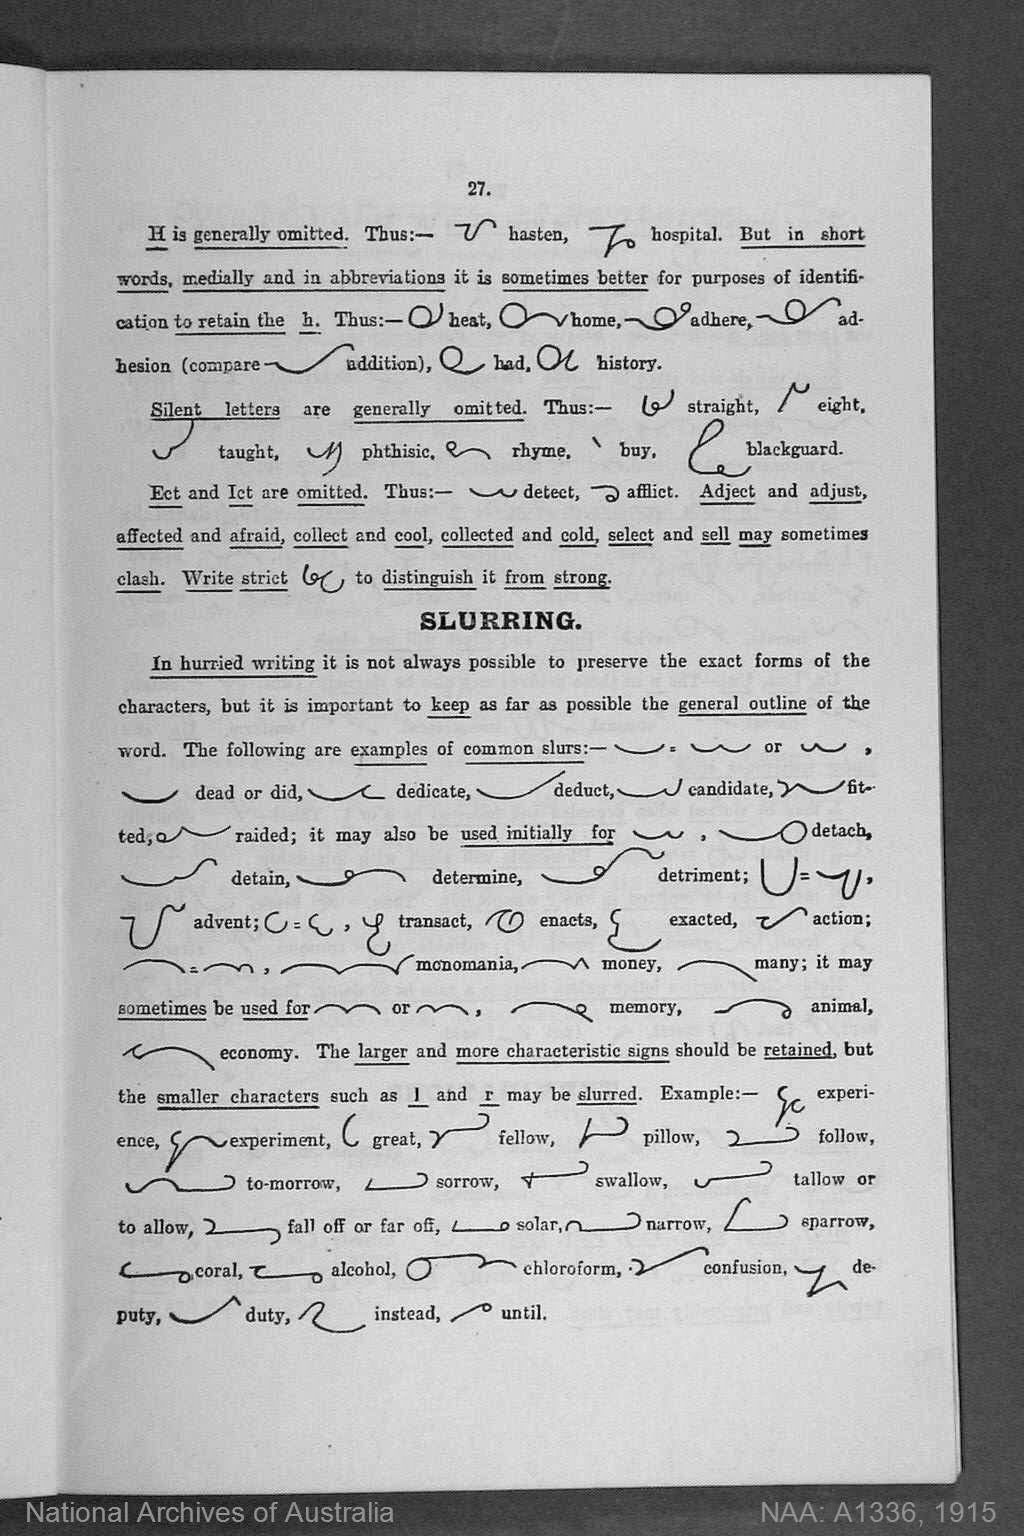 27.
H is generally omitted. Thus:— hasten, hospital. But in short
words, medially and in abbreviations it is sometimes better for purposes of identifi-
cation to retain the h. Thus:— heat, home, adhere, ad-
hesion (compare addition), had, history.
Silent letters are generally omitted. Thus:— straight, eight,
taught, phthisic, rhyme, buy, blackguard.
Ect and Ict are omitted. Thus:— detect, afflict. Adject and adjust,
affected and afraid, collect and cool, collected and cold, select and sell may sometimes
clash. Write strict to distinguish it from strong.
SLURRING.
In hurried writing it is not always possible to preserve the exact forms of the
characters, but it is important to keep as far as possible the general outline of the
word. The following are examples of common slurs:— = or ,
dead or did, dedicate, deduct, candidate, fit-
ted, raided; it may also be used initially for , detach,
detain, determine, detriment; = ,
advent; = , transact, enacts, exacted, action;
= , monomania, money, many; it may
sometimes be used for or , memory, animal,
economy. The larger and more characteristic signs should be retained, but
the smaller characters such as l and r may be slurred. Example:— experi-
ence, experiment, great, fellow, pillow, follow,
to-morrow, sorrow, swallow, tallow or
to allow, fall off or far off, solar, narrow, sparrow,
coral, alcohol, chloroform, confusion, de-
puty, duty, instead, until.
National Archives of Australia
NAA: A1336, 1915